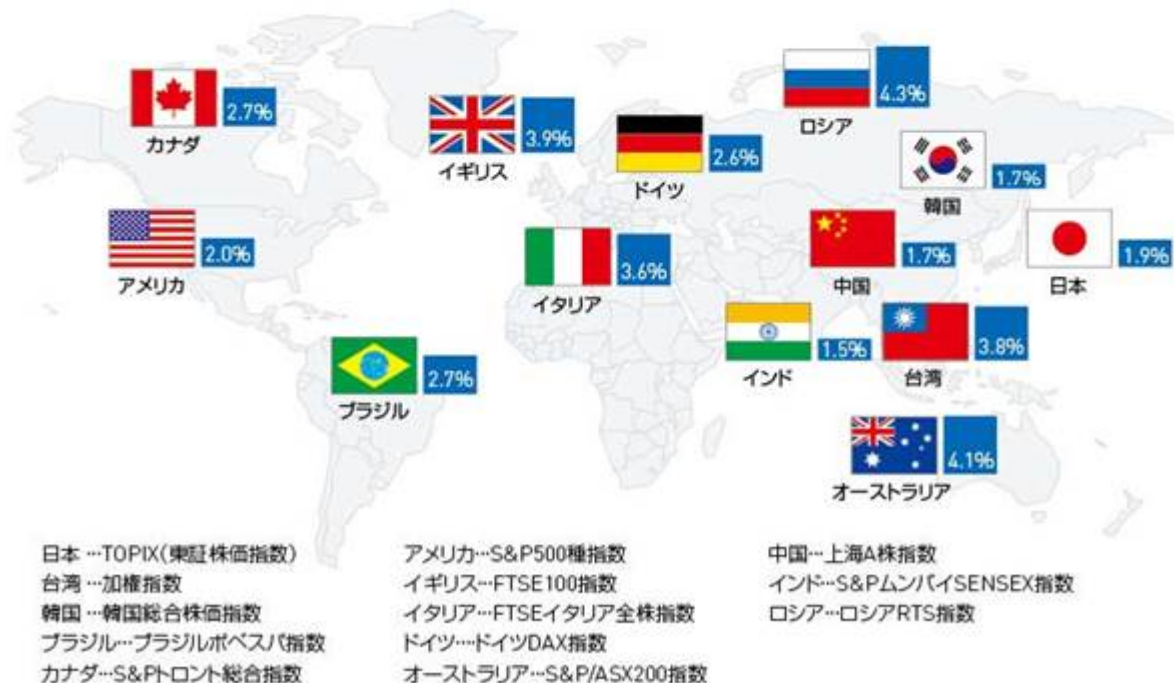 カナダ
2.7%
イギリス
3.9%
ドイツ
2.6%
ロシア
4.3%
韓国
1.7%
アメリカ
2.0%
イタリア
3.6%
中国
1.7%
日本
1.9%
ブラジル
2.7%
インド
1.5%
台湾
3.8%
オーストラリア
4.1%
日本…TOPIX(東証株価指数)
台湾…加権指数
韓国…韓国総合株価指数
ブラジル…ブラジルボベスパ指数
カナダ…S&Pトロント総合指数
アメリカ…S&P500種指数
イギリス…FTSE100指数
イタリア…FTSEイタリア全株指数
ドイツ…ドイツDAX指数
オーストラリア…S&P/ASX200指数
中国…上海A株指数
インド…S&PムンバイSENSEX指数
ロシア…ロシアRTS指数